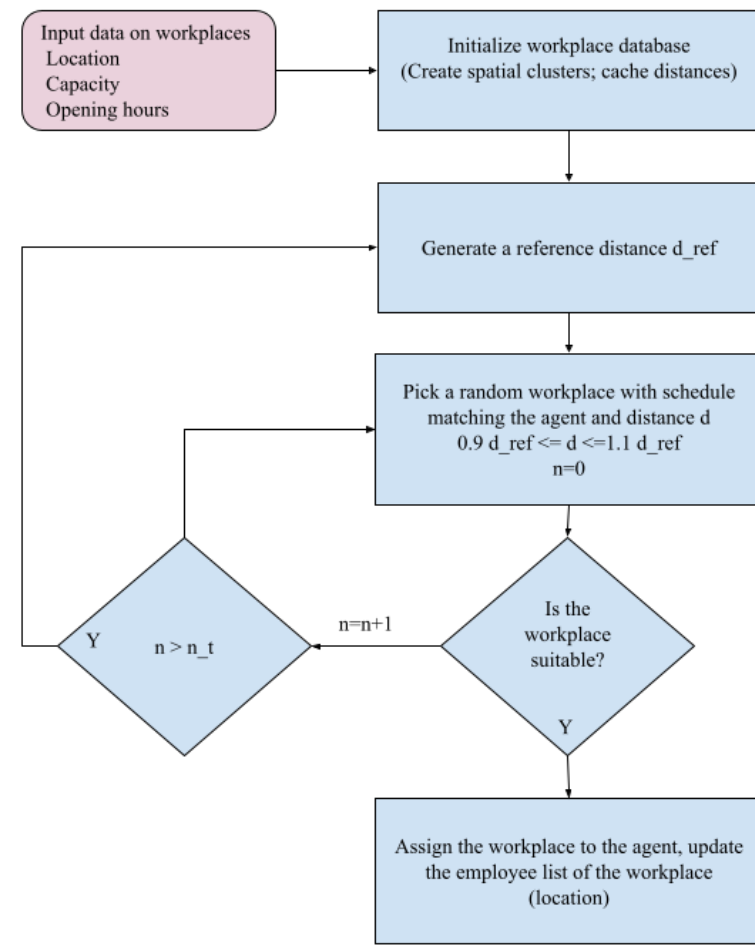 Input data on workplaces
Location
Capacity
Opening hours
Initialize workplace database
(Create spatial clusters; cache distances)
Generate a reference distance d_ref
Pick a random workplace with schedule
matching the agent and distance d
0.9 d_ref <= d <=1.1 d_ref
n=0
Is the
workplace
suitable?
Y
n=n+1
n > n_t
Y
Assign the workplace to the agent, update
the employee list of the workplace
(location)